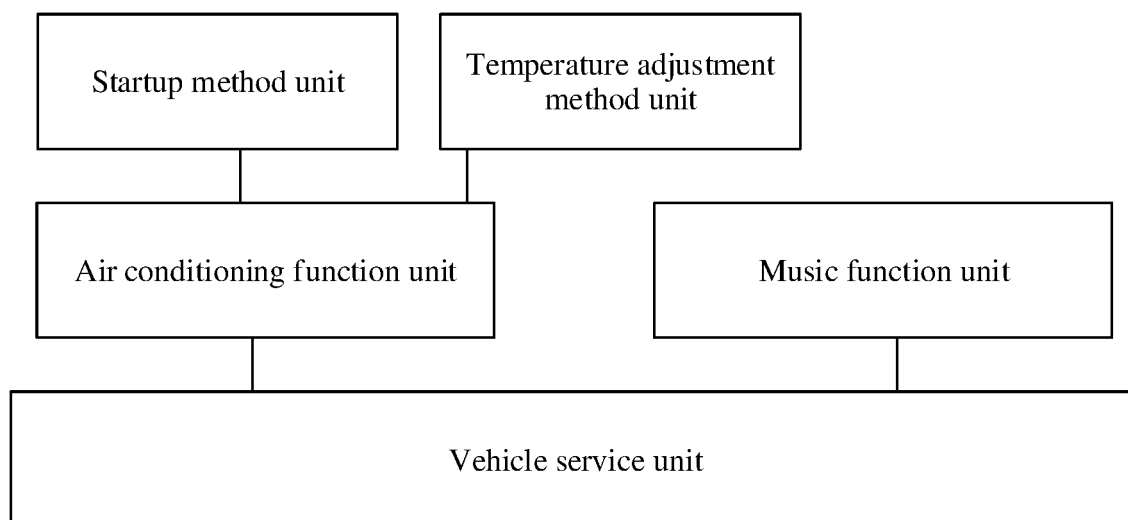 Startup method unit
Temperature adjustment
method unit
Air conditioning function unit
Music function unit
Vehicle service unit